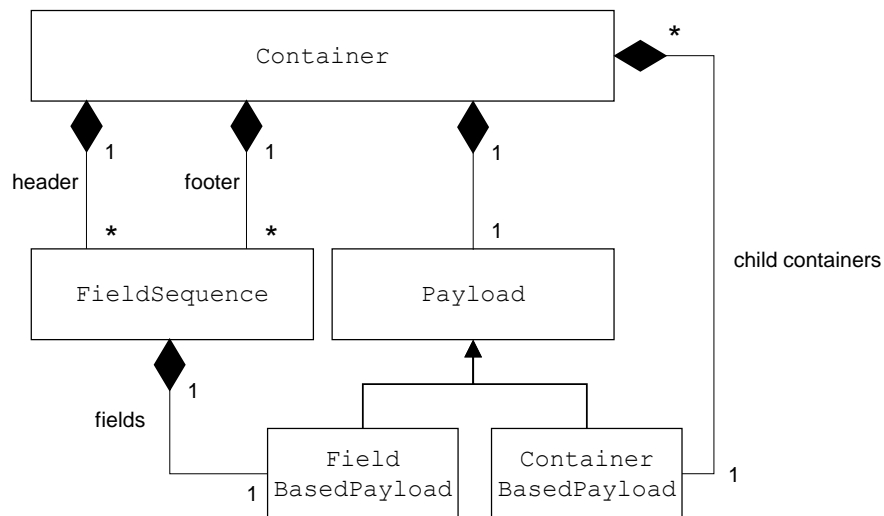 Container
*
1
1
1
header
footer
*
*
1
child containers
FieldSequence
Payload
1
fields
Field
BasedPayload
Container
BasedPayload
1
1